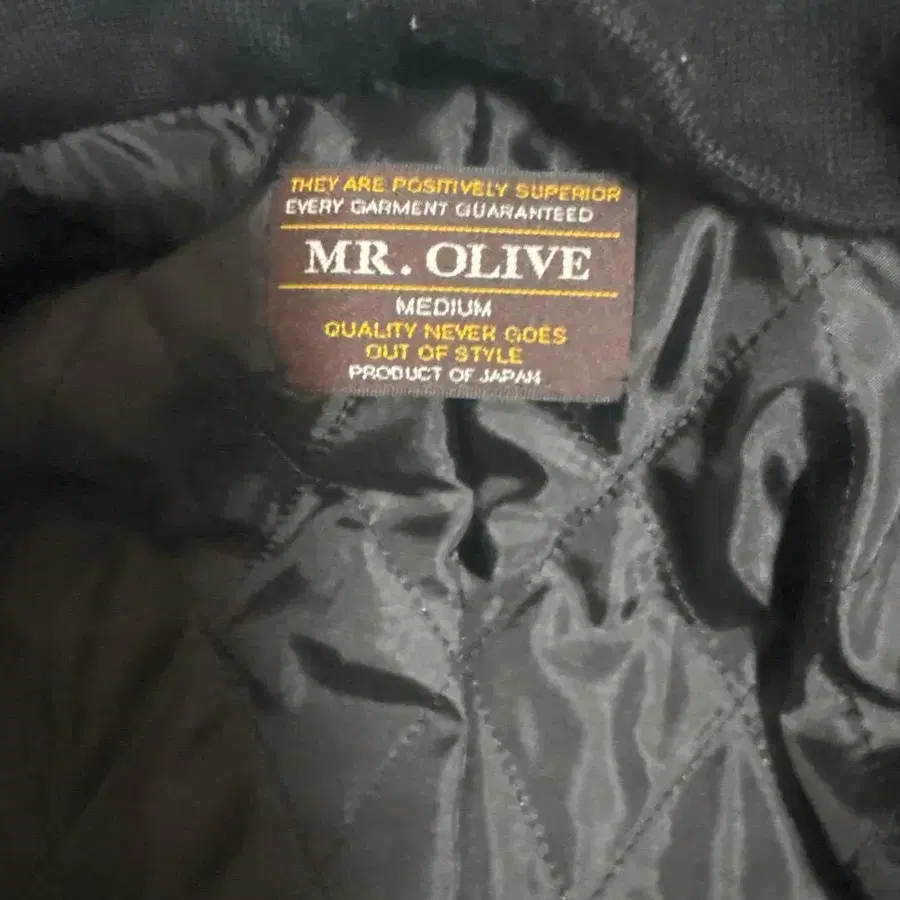 THEY ARE POSITIVELY SUPERIOR
EVERY GARMENT GUARANTEED
MR. OLIVE
MEDIUM
QUALITY NEVER GOES
OUT OF STYLE
PRODUCT OF JAPAN